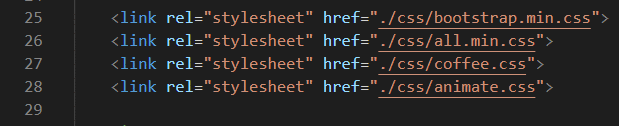 25 <link rel="stylesheet" href="./css/bootstrap.min.css">
26 <link rel="stylesheet" href="./css/all.min.css">
27 <link rel="stylesheet" href="./css/coffee.css">
28 <link rel="stylesheet" href="./css/animate.css">
29